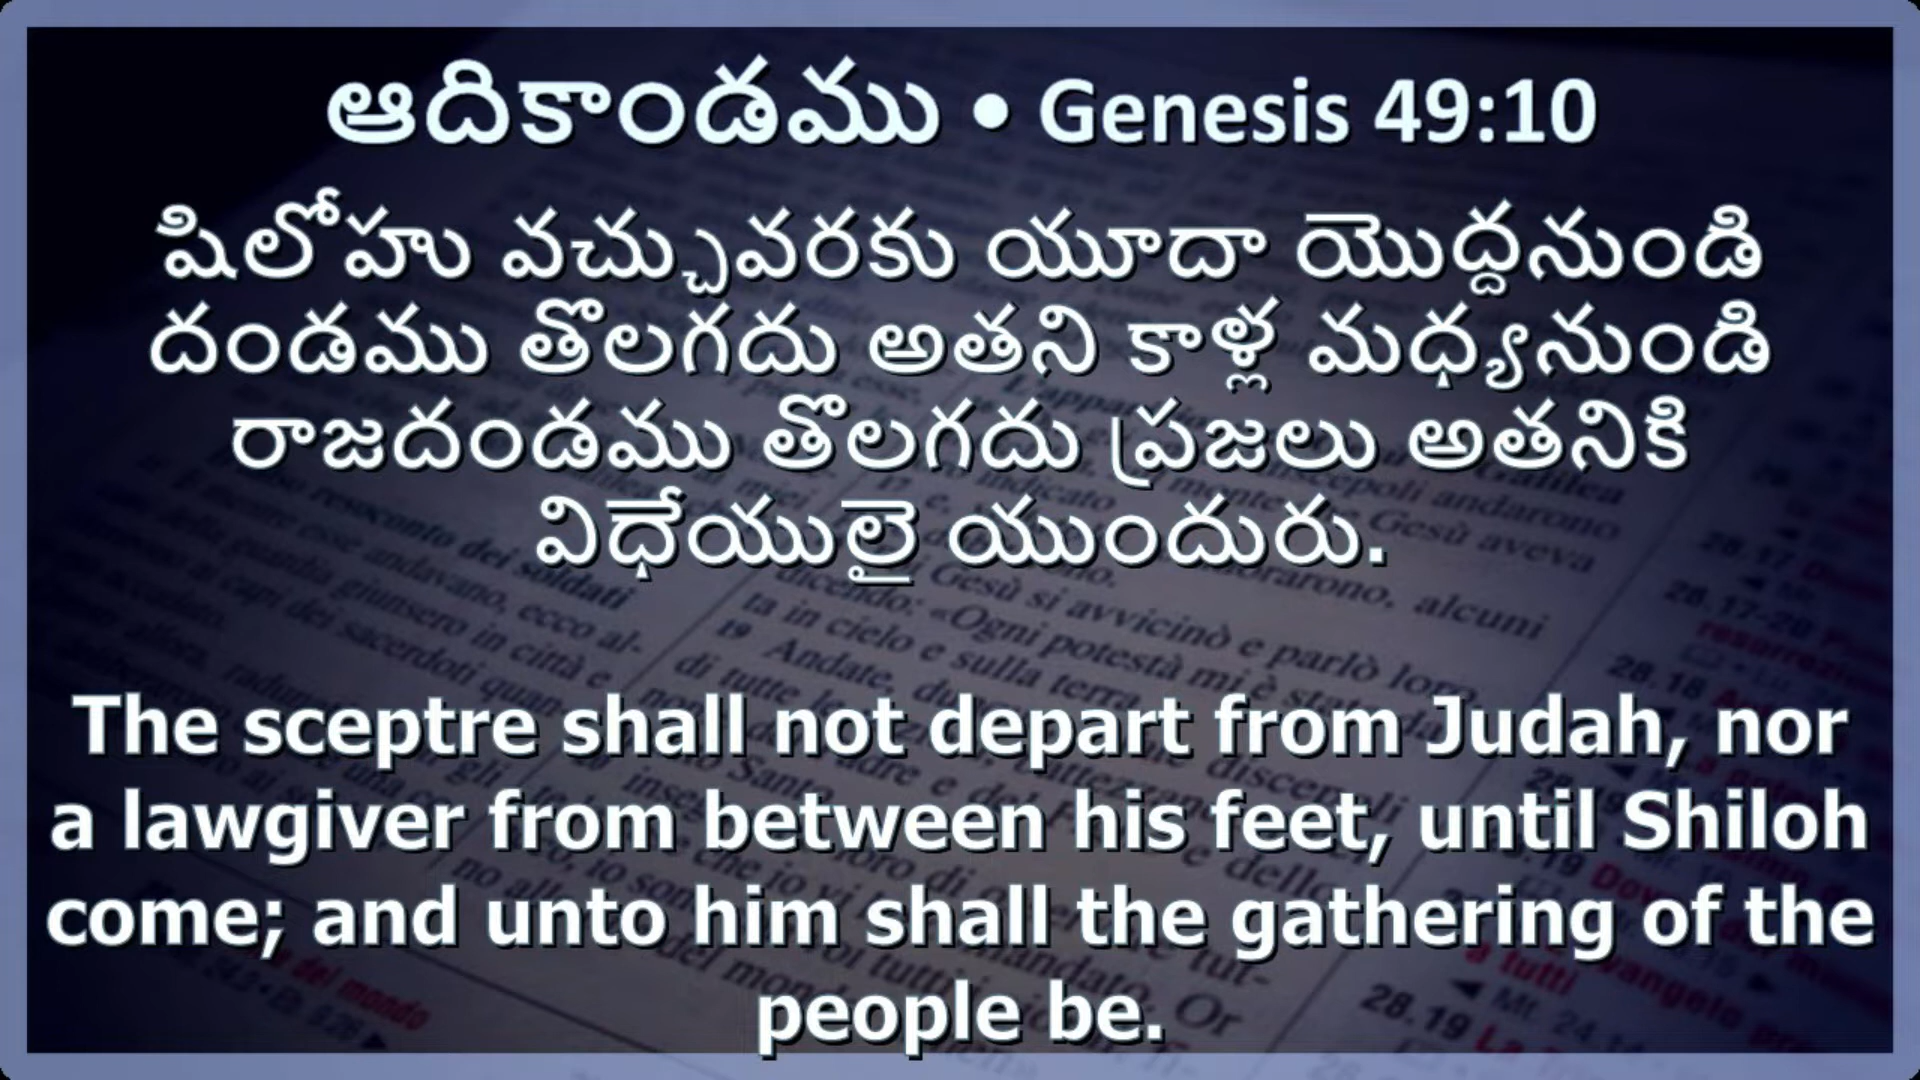 ఆదికాండము • Genesis 49:10
షిలోహు వచ్చువరకు యూదా యొద్దనుండి
దండము తొలగదు అతని కాళ్ల మధ్యనుండి
రాజదండము తొలగదు ప్రజలు అతనికి
విధేయులై యుందురు.
The sceptre shall not depart from Judah, nor
a lawgiver from between his feet, until Shiloh
come; and unto him shall the gathering of the
people be.